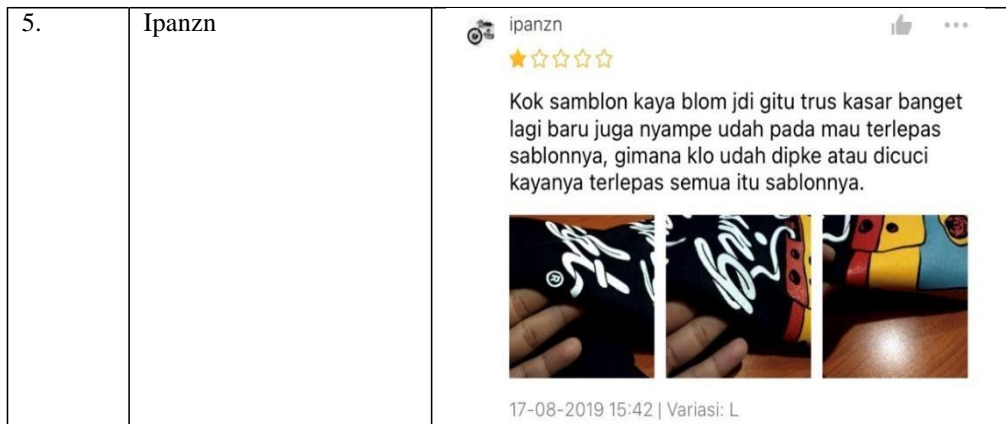 5.
Ipanzn
ipanzn
Kok samblon kaya blom jdi gitu trus kasar banget
lagi baru juga nyampe udah pada mau terlepas
sablonnya, gimana klo udah dipke atau dicuci
kayanya terlepas semua itu sablonnya.
®
17-08-2019 15:42 | Variasi: L